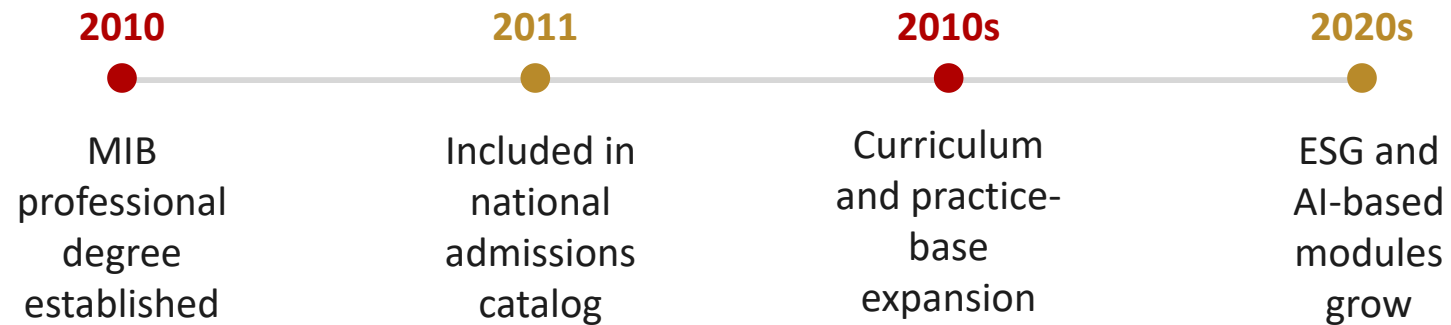 2010
MIB
professional
degree
established
2011
Included in
national
admissions
catalog
2010s
Curriculum
and practice-
base
expansion
2020s
ESG and
AI-based
modules
grow